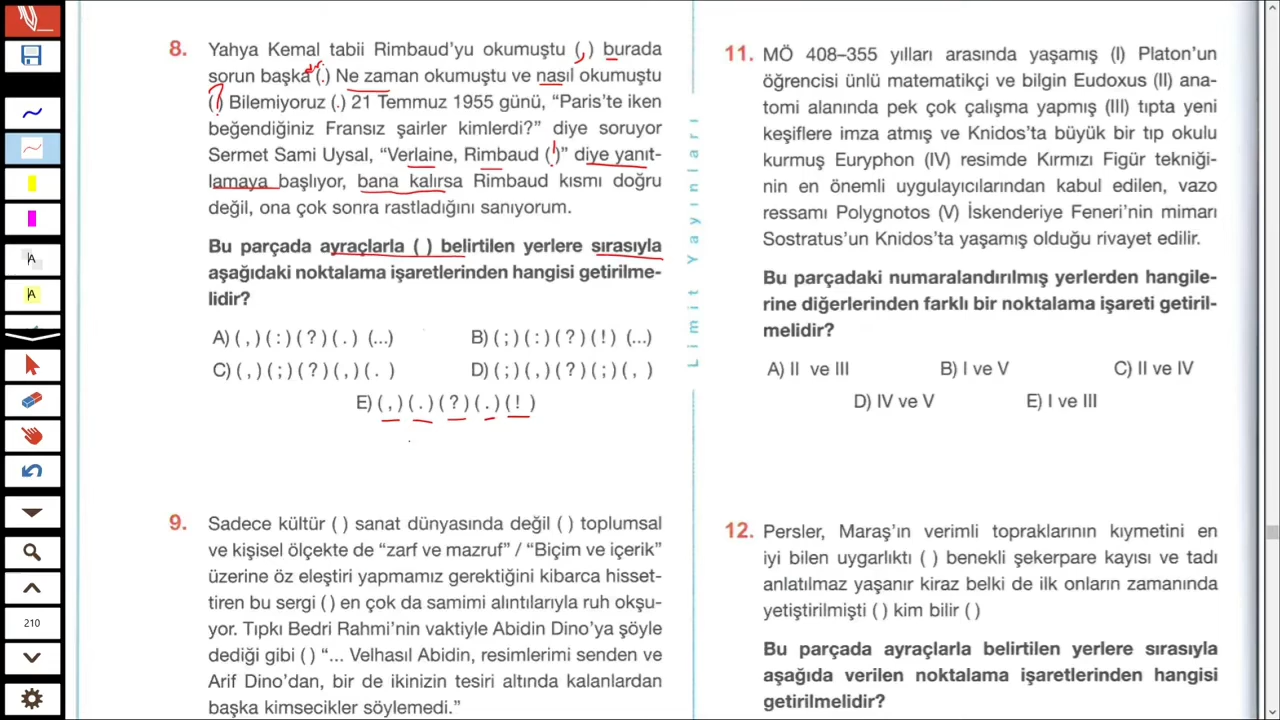 8. Yahya Kemal tabii Rimbaud'yu okumuştu (,) burada
sorun başka (.) Ne zaman okumuştu ve nasıl okumuştu
(?) Bilemiyoruz (.) 21 Temmuz 1955 günü, "Paris'te iken
beğendiğiniz Fransız şairler kimlerdi?" diye soruyor
Sermet Sami Uysal, "Verlaine, Rimbaud (!)" diye yanıt-
lamaya başlıyor, bana kalırsa Rimbaud kısmı doğru
değil, ona çok sonra rastladığını sanıyorum.
Bu parçada ayraçlarla ( ) belirtilen yerlere sırasıyla
aşağıdaki noktalama işaretlerinden hangisi getirilme-
lidir?
A) ( , ) ( : ) ( ? ) ( . ) (...)
B) ( ; ) ( : ) ( ? ) ( ! ) (...)
C) ( , ) ( ; ) ( ? ) ( , ) ( . )
D) ( ; ) ( , ) ( ? ) ( ; ) ( , )
E) ( , ) ( . ) ( ? ) ( . ) ( ! )
9. Sadece kültür ( ) sanat dünyasında değil ( ) toplumsal
ve kişisel ölçekte de "zarf ve mazruf" / "Biçim ve içerik"
üzerine öz eleştiri yapmamız gerektiğini kibarca hisset-
tiren bu sergi ( ) en çok da samimi alıntılarıyla ruh okşu-
yor. Tıpkı Bedri Rahmi'nin vaktiyle Abidin Dino'ya şöyle
dediği gibi ( ) "... Velhasıl Abidin, resimlerimi senden ve
Arif Dino'dan, bir de ikinizin tesiri altında kalanlardan
başka kimsecikler söylemedi."
Limit Yayınları
11. MÖ 408–355 yılları arasında yaşamış (I) Platon'un
öğrencisi ünlü matematikçi ve bilgin Eudoxus (II) ana-
tomi alanında pek çok çalışma yapmış (III) tıpta yeni
keşiflere imza atmış ve Knidos'ta büyük bir tıp okulu
kurmuş Euryphon (IV) resimde Kırmızı Figür tekniği-
nin en önemli uygulayıcılarından kabul edilen, vazo
ressamı Polygnotos (V) İskenderiye Feneri'nin mimarı
Sostratus'un Knidos'ta yaşamış olduğu rivayet edilir.
Bu parçadaki numaralandırılmış yerlerden hangile-
rine diğerlerinden farklı bir noktalama işareti getiril-
melidir?
A) II ve III
B) I ve V
C) II ve IV
D) IV ve V
E) I ve III
12. Persler, Maraş'ın verimli topraklarının kıymetini en
iyi bilen uygarlıktı ( ) benekli şekerpare kayısı ve tadı
anlatılmaz yaşanır kiraz belki de ilk onların zamanında
yetiştirilmişti ( ) kim bilir ( )
Bu parçada ayraçlarla belirtilen yerlere sırasıyla
aşağıda verilen noktalama işaretlerinden hangisi
getirilmelidir?
A
A
210